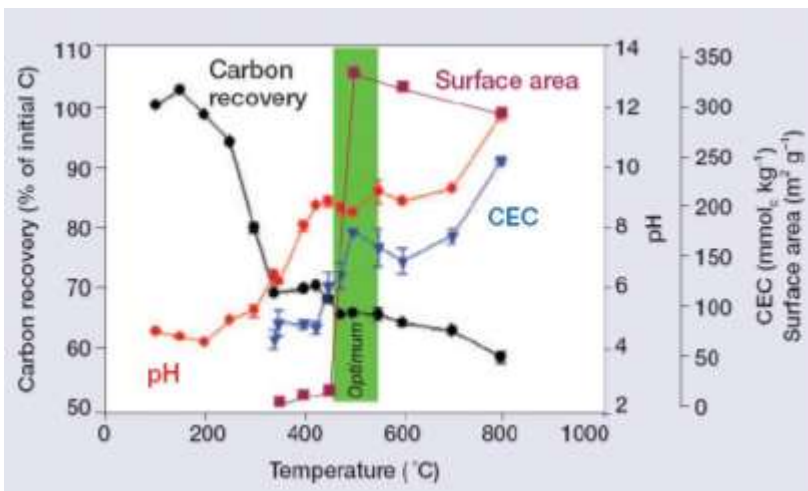 110
100
90
80
70
60
50
Carbon recovery (% of initial C)
Carbon
recovery
Surface area
CEC
pH
Optimum
0
200
400
600
800
1000
Temperature (°C)
14
12
10
8
6
4
2
pH
350
300
250
200
150
100
50
0
CEC (mmolc kg⁻¹)
Surface area (m² g⁻¹)